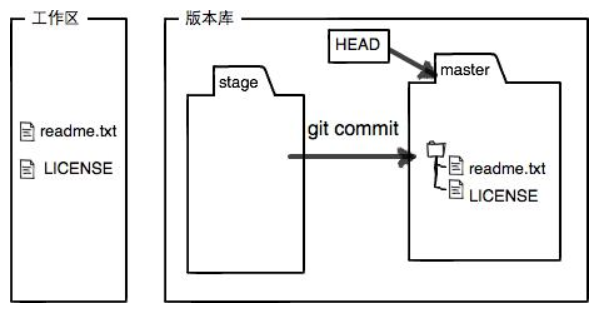 工作区
readme.txt
LICENSE
版本库
HEAD
stage
master
git commit
readme.txt
LICENSE